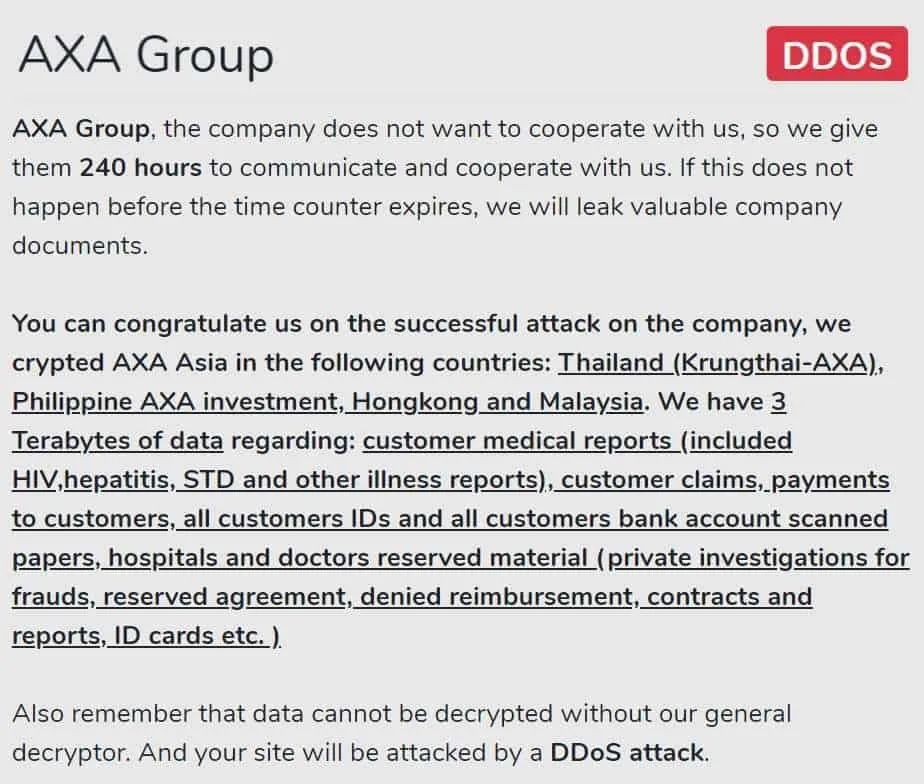 AXA Group
DDOS
AXA Group, the company does not want to cooperate with us, so we give
them 240 hours to communicate and cooperate with us. If this does not
happen before the time counter expires, we will leak valuable company
documents.
You can congratulate us on the successful attack on the company, we
crypted AXA Asia in the following countries: Thailand (Krungthai-AXA),
Philippine AXA investment, Hongkong and Malaysia. We have 3
Terabytes of data regarding: customer medical reports (included
HIV,hepatitis, STD and other illness reports), customer claims, payments
to customers, all customers IDs and all customers bank account scanned
papers, hospitals and doctors reserved material (private investigations for
frauds, reserved agreement, denied reimbursement, contracts and
reports, ID cards etc. )
Also remember that data cannot be decrypted without our general
decryptor. And your site will be attacked by a DDoS attack.